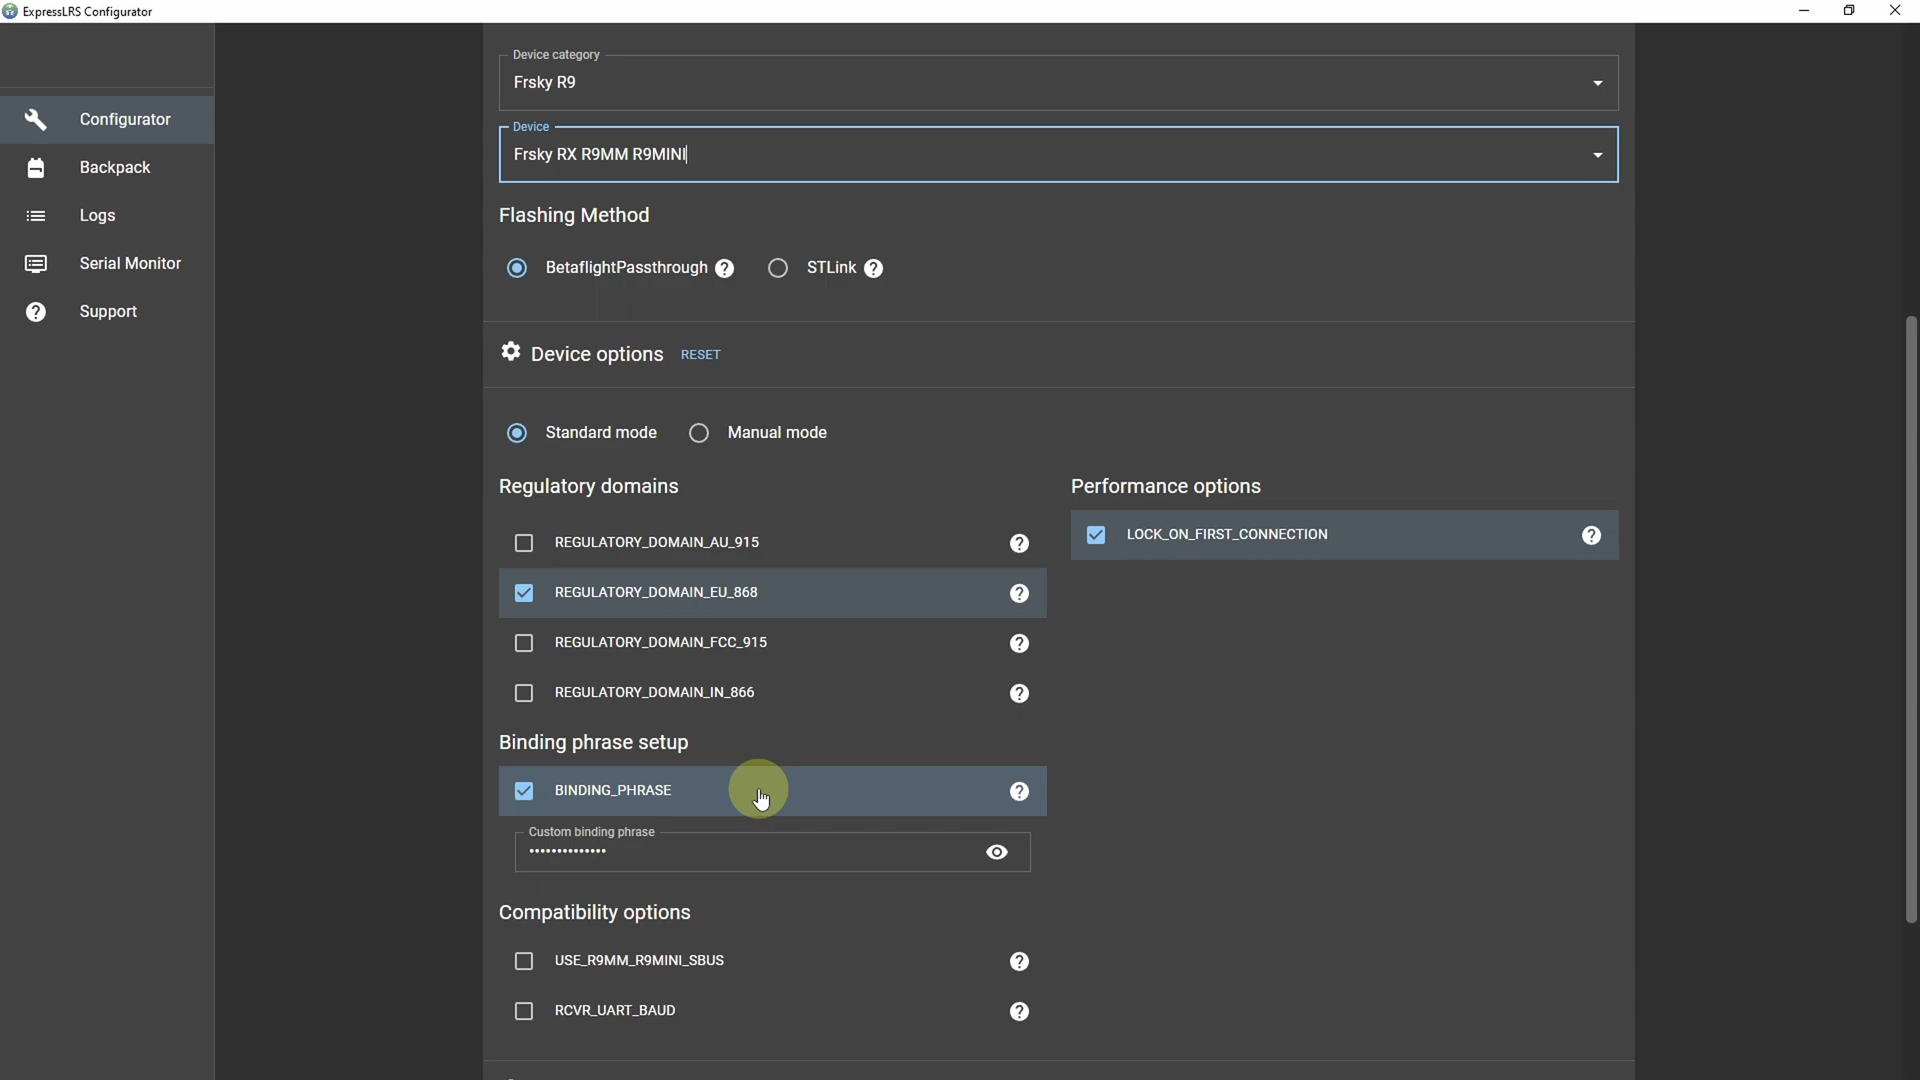 ExpressLRS Configurator
Configurator
Backpack
Logs
Serial Monitor
Support
Device category
Frsky R9
Device
Frsky RX R9MM R9MINI
Flashing Method
BetaflightPassthrough ? STLink ?
Device options RESET
Standard mode Manual mode
Regulatory domains
REGULATORY_DOMAIN_AU_915 ?
REGULATORY_DOMAIN_EU_868 ?
REGULATORY_DOMAIN_FCC_915 ?
REGULATORY_DOMAIN_IN_866 ?
Binding phrase setup
BINDING_PHRASE ?
Custom binding phrase
••••••••••••••
Compatibility options
USE_R9MM_R9MINI_SBUS ?
RCVR_UART_BAUD ?
Performance options
LOCK_ON_FIRST_CONNECTION ?